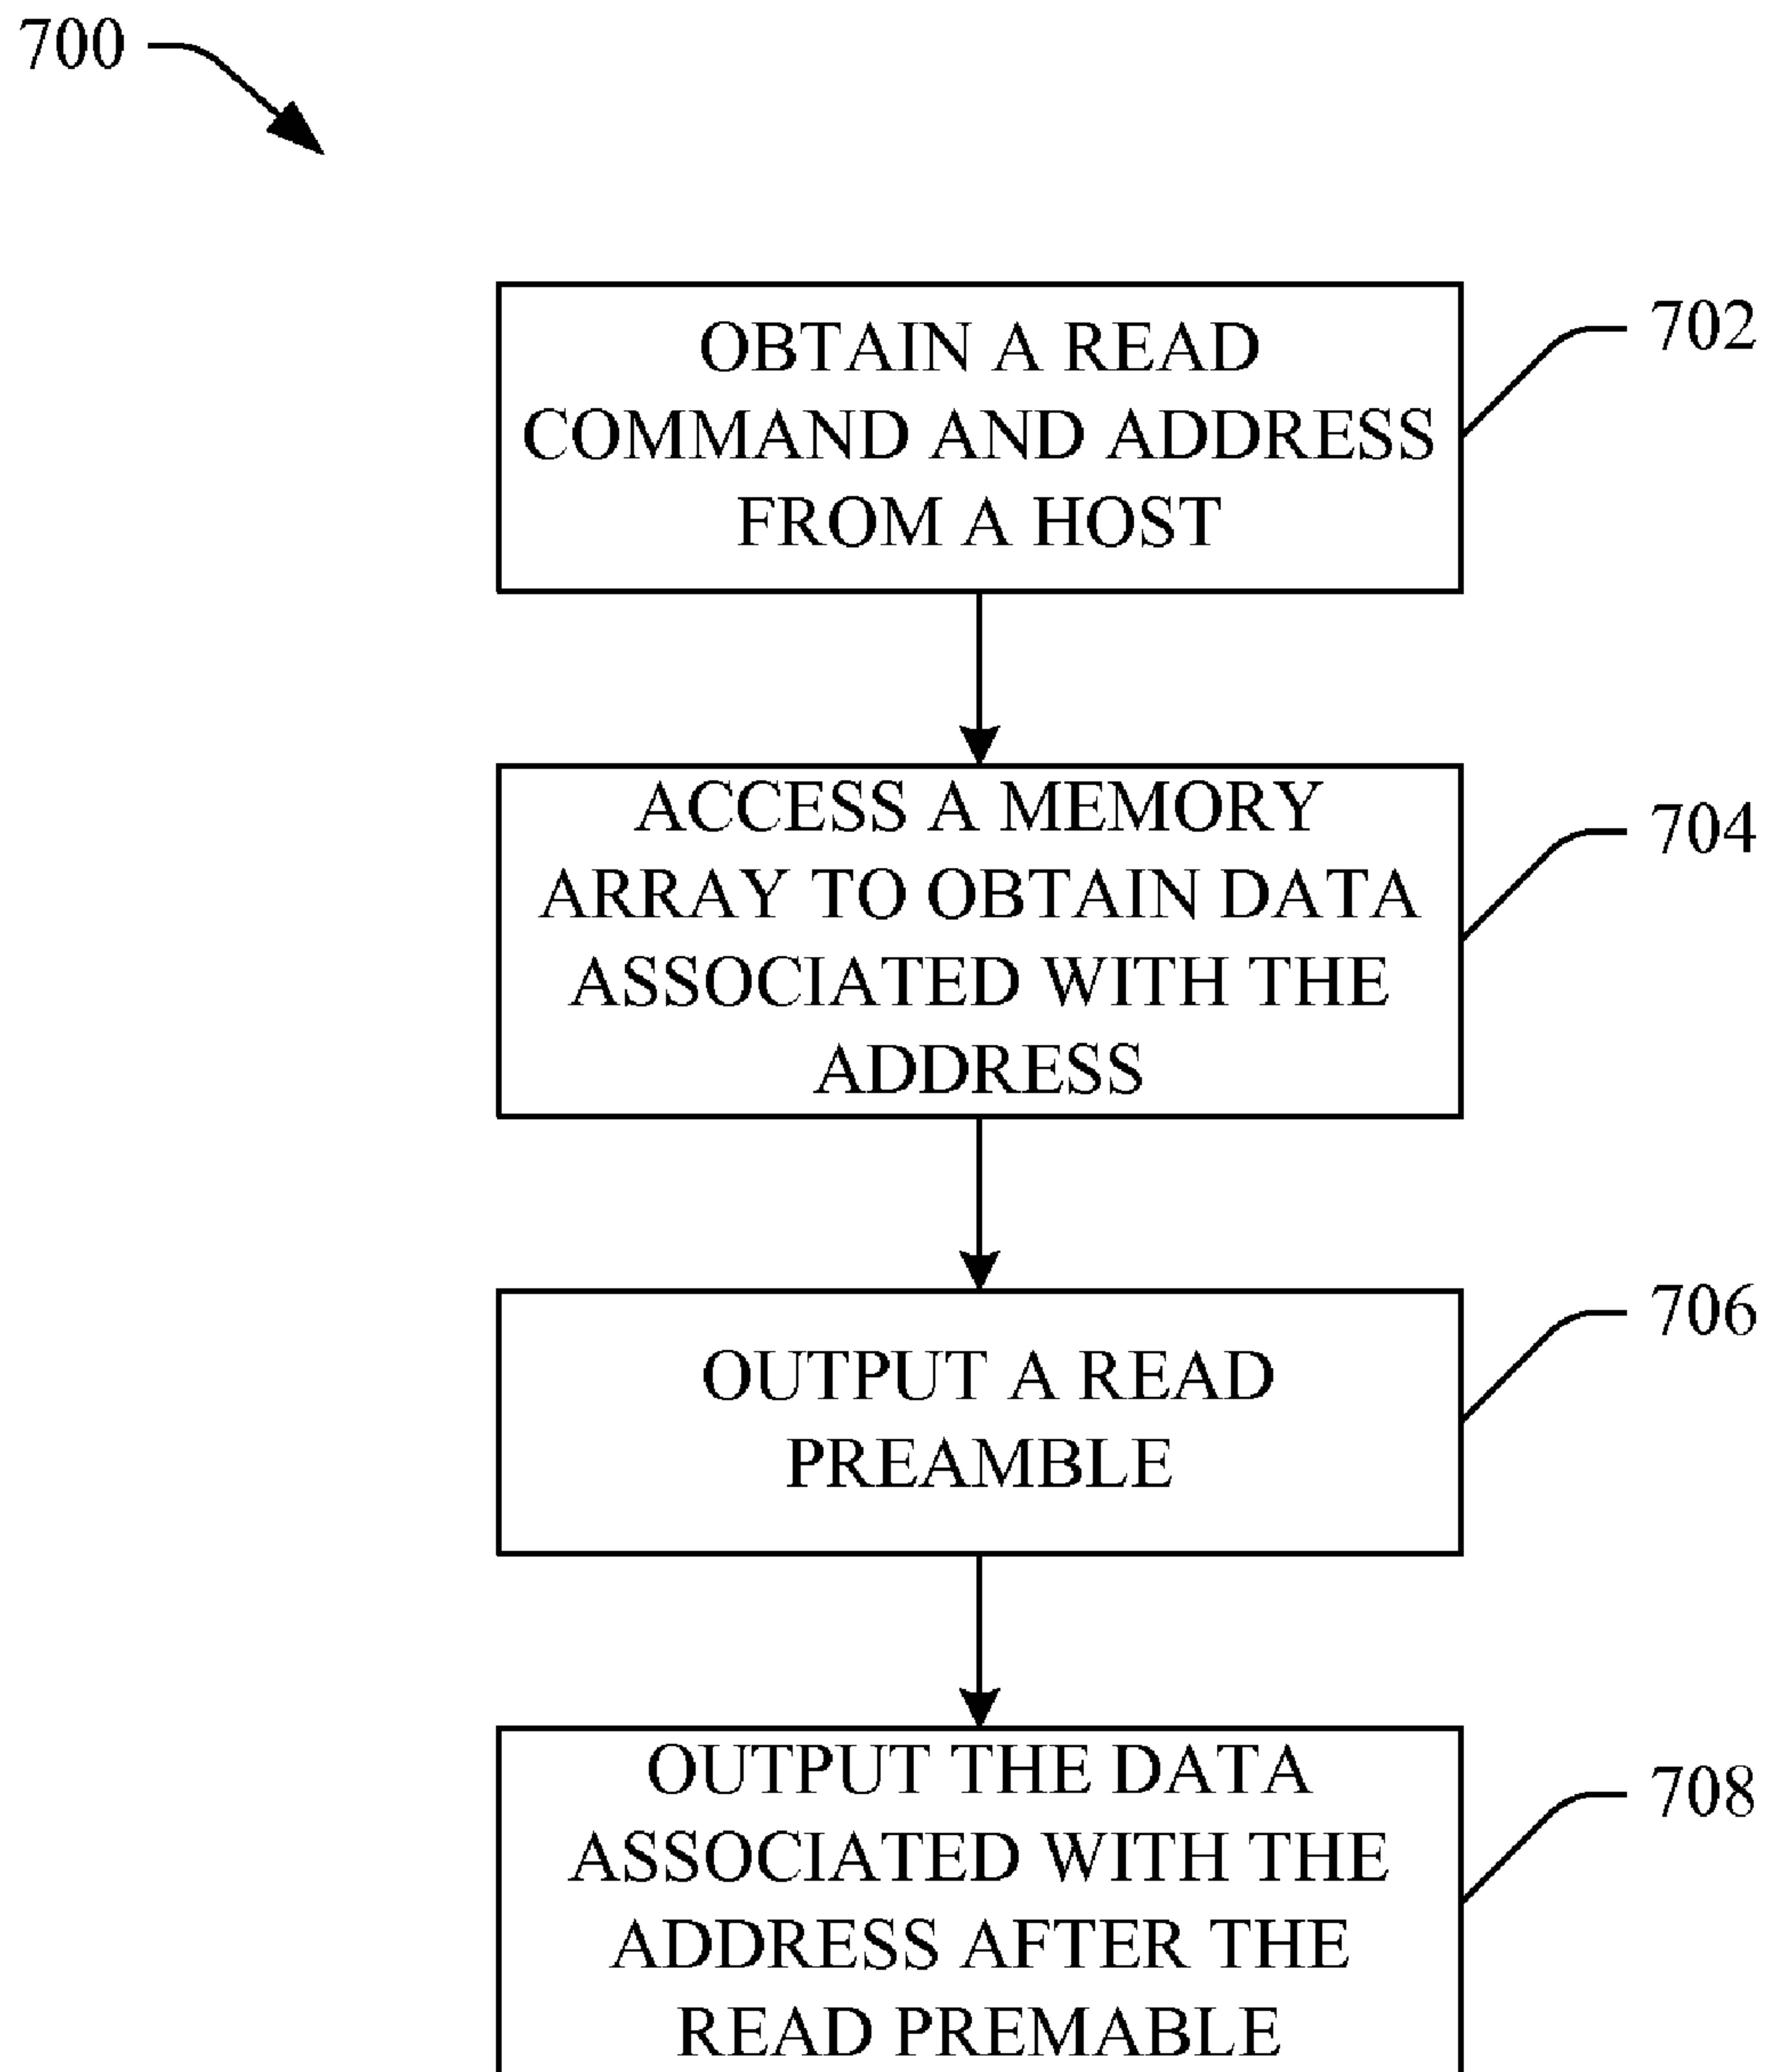 700
OBTAIN A READ
COMMAND AND ADDRESS
FROM A HOST
702
ACCESS A MEMORY
ARRAY TO OBTAIN DATA
ASSOCIATED WITH THE
ADDRESS
704
OUTPUT A READ
PREAMBLE
706
OUTPUT THE DATA
ASSOCIATED WITH THE
ADDRESS AFTER THE
READ PREMABLE
708